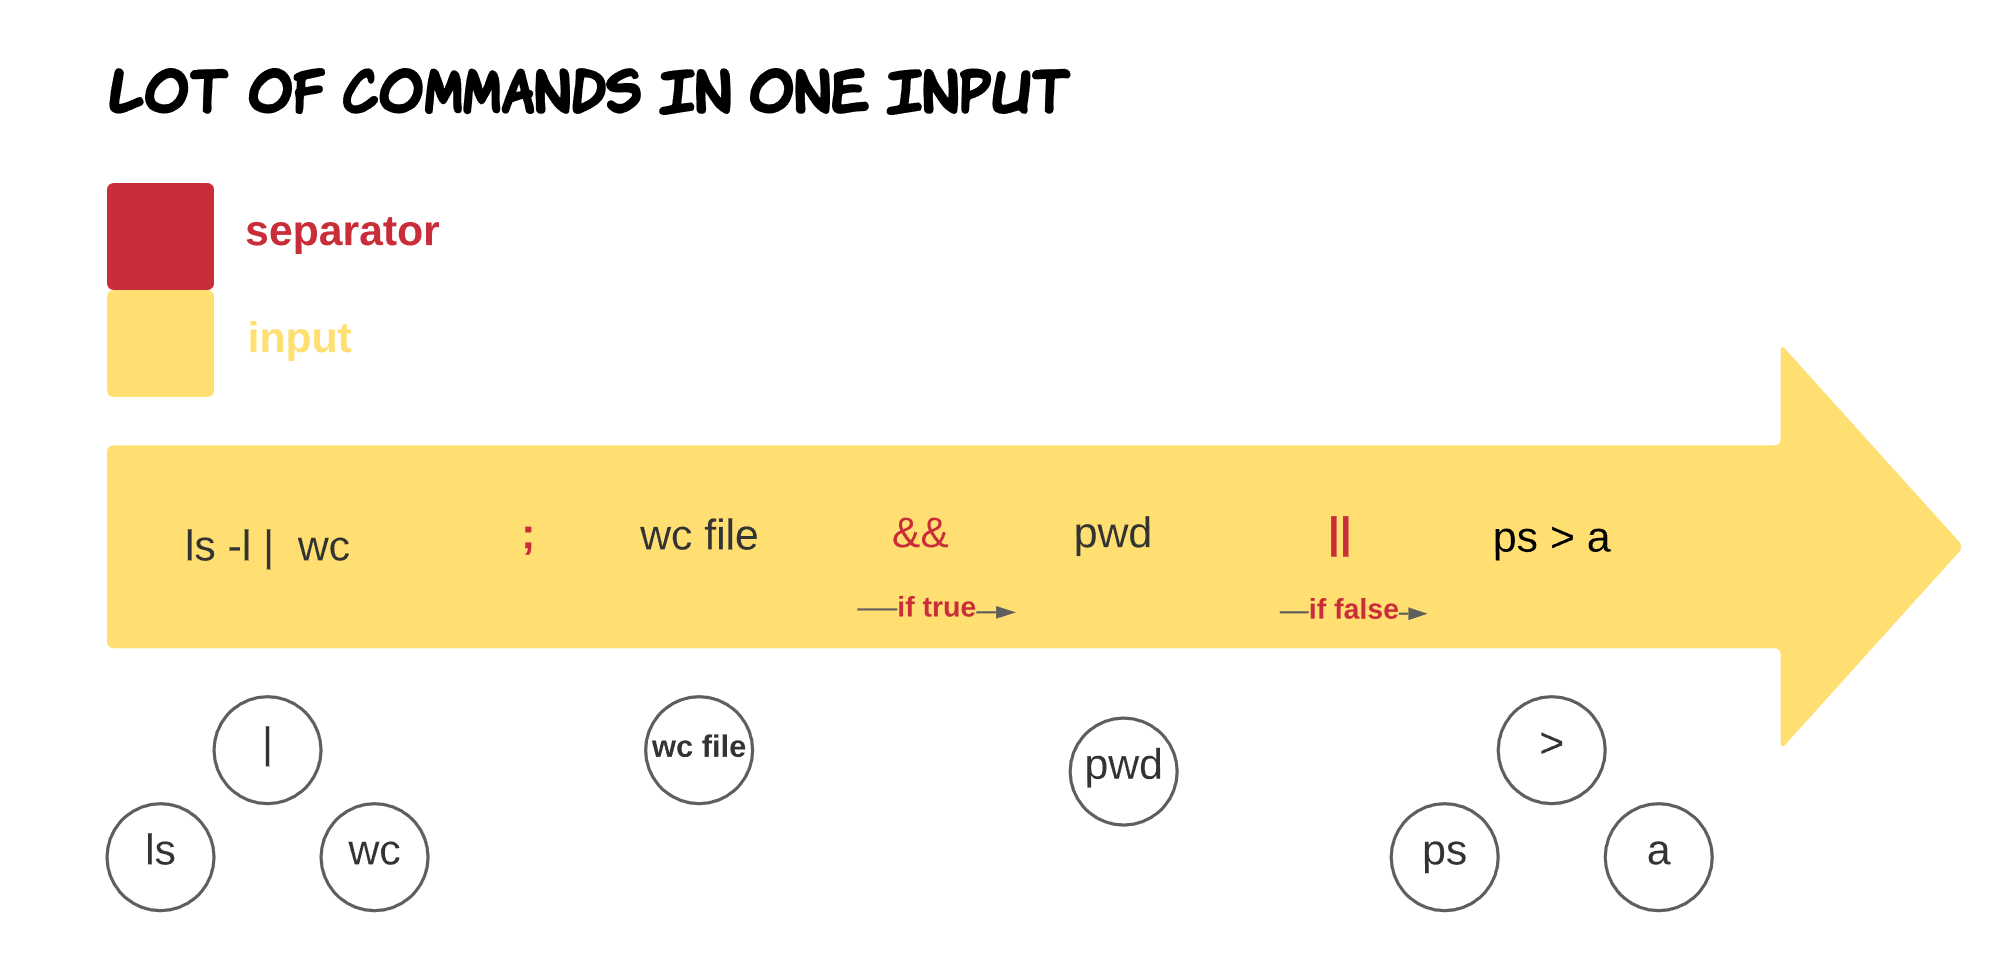 LOT OF COMMANDS IN ONE INPUT
separator
input
ls -l | wc ; wc file && pwd || ps > a
if true if false
| wc file pwd >
ls wc ps a